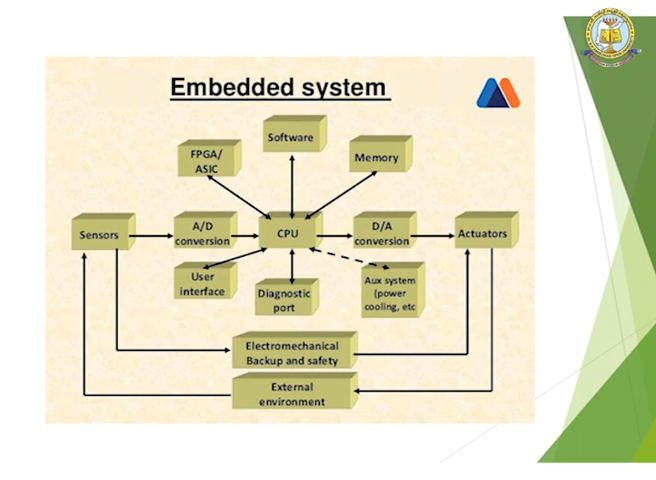 Embedded system
Software
FPGA/
ASIC
Memory
Sensors
A/D
conversion
CPU
D/A
conversion
Actuators
User
interface
Diagnostic
port
Aux system
(power
cooling, etc
Electromechanical
Backup and safety
External
environment